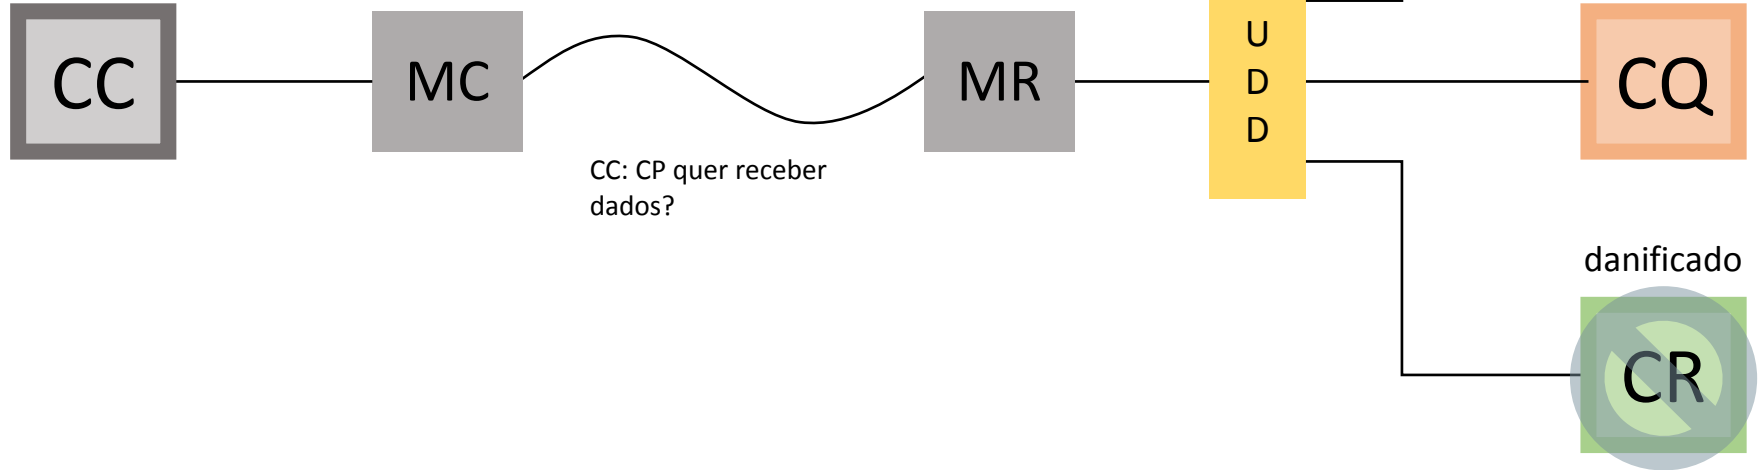 CC
MC
MR
U
D
D
CQ
CC: CP quer receber
dados?
danificado
CR